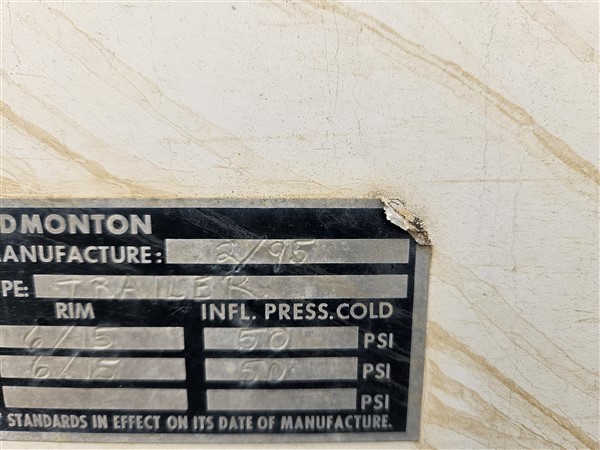 DMONTON
MANUFACTURE: 2/95
PE: TRAILER
RIM INFL. PRESS. COLD
6/15 50 PSI
6/15 50 PSI
PSI
STANDARDS IN EFFECT ON ITS DATE OF MANUFACTURE.